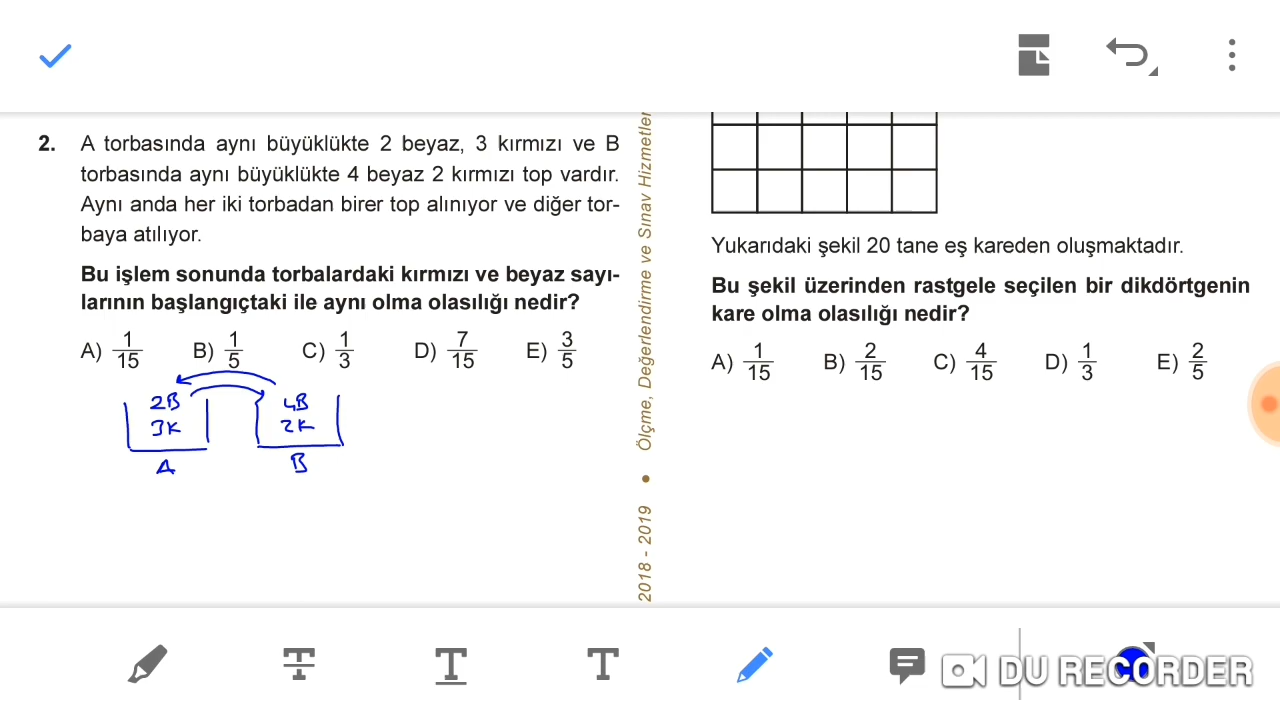 2. A torbasında aynı büyüklükte 2 beyaz, 3 kırmızı ve B
torbasında aynı büyüklükte 4 beyaz 2 kırmızı top vardır.
Aynı anda her iki torbadan birer top alınıyor ve diğer tor-
baya atılıyor.
Bu işlem sonunda torbalardaki kırmızı ve beyaz sayı-
larının başlangıçtaki ile aynı olma olasılığı nedir?
A) 1/15 B) 1/5 C) 1/3 D) 7/15 E) 3/5
2B 4B
3K 2K
A B
2018 - 2019 • Ölçme, Değerlendirme ve Sınav Hizmetler
Yukarıdaki şekil 20 tane eş kareden oluşmaktadır.
Bu şekil üzerinden rastgele seçilen bir dikdörtgenin
kare olma olasılığı nedir?
A) 1/15 B) 2/15 C) 4/15 D) 1/3 E) 2/5
T T T
DU RECORDER